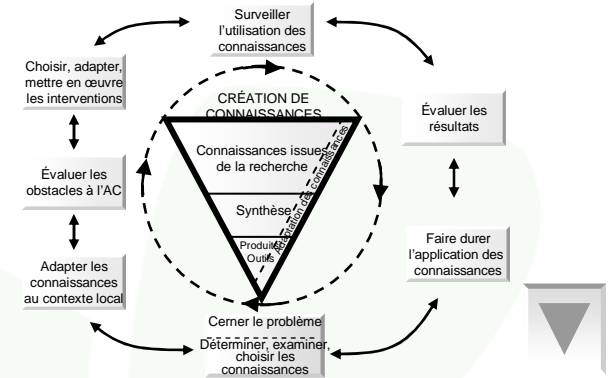 Surveiller
l'utilisation des
connaissances
Choisir, adapter,
mettre en œuvre
les interventions
CRÉATION DE
CONNAISSANCES
Évaluer les
résultats
Connaissances issues
de la recherche
Adaptation des connaissances
Évaluer les
obstacles à l'AC
Synthèse
Produits
Outils
Faire durer
l'application des
connaissances
Adapter les
connaissances
au contexte local
Cerner le problème
Déterminer, examiner,
choisir les
connaissances